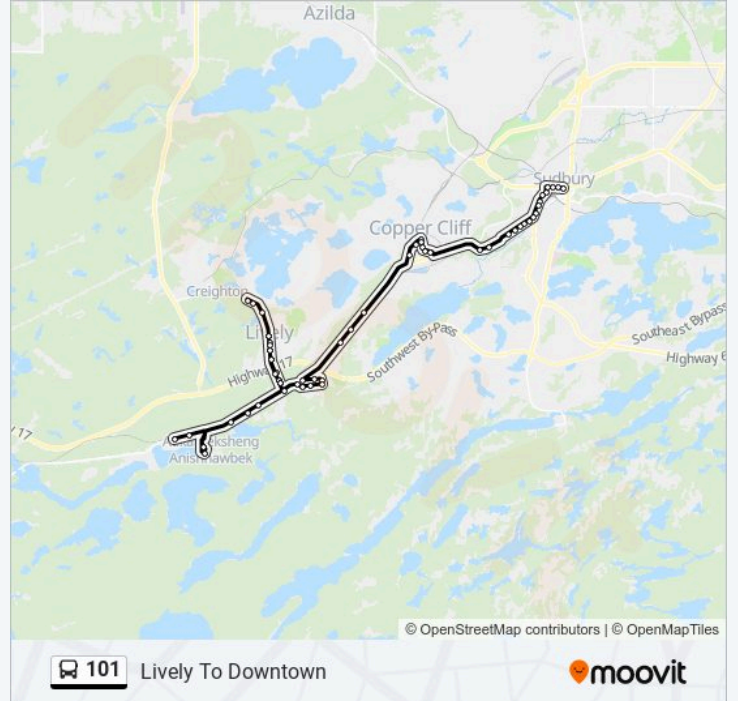 Azilda
Sudbury
Copper Cliff
Creighton
Lively
Southeast Bypass
Highway 6
Highway 17
Southwest By-Pass
17
Anishnawbek
© OpenStreetMap contributors | © OpenMapTiles
101 Lively To Downtown
moovit